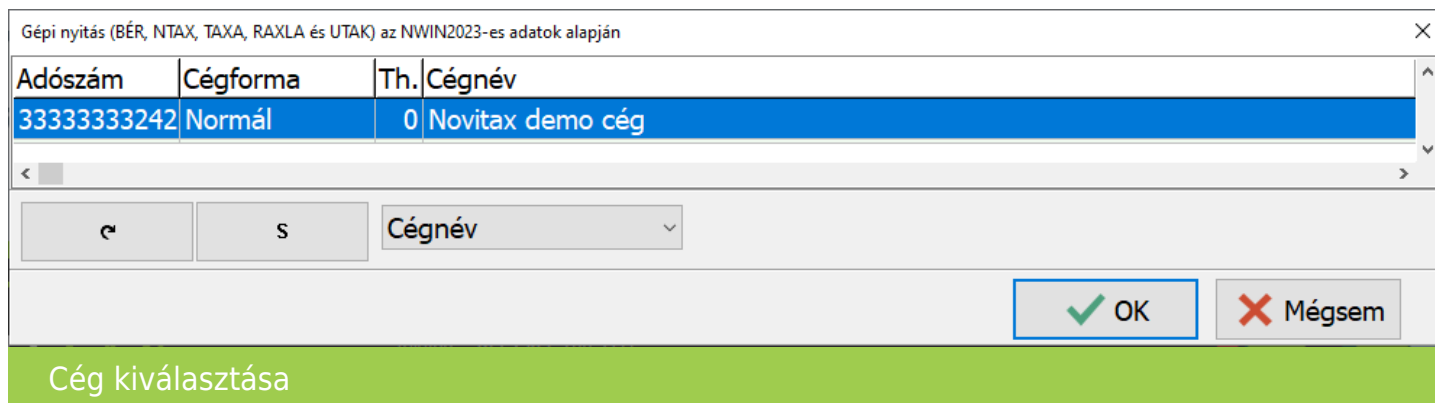 Gépi nyitás (BÉR, NTAX, TAXA, RAXLA és UTAK) az NWIN2023-es adatok alapján
Adószám Cégforma Th. Cégnév
33333333242 Normál 0 Novitax demo cég
S Cégnév
OK Mégsem
Cég kiválasztása